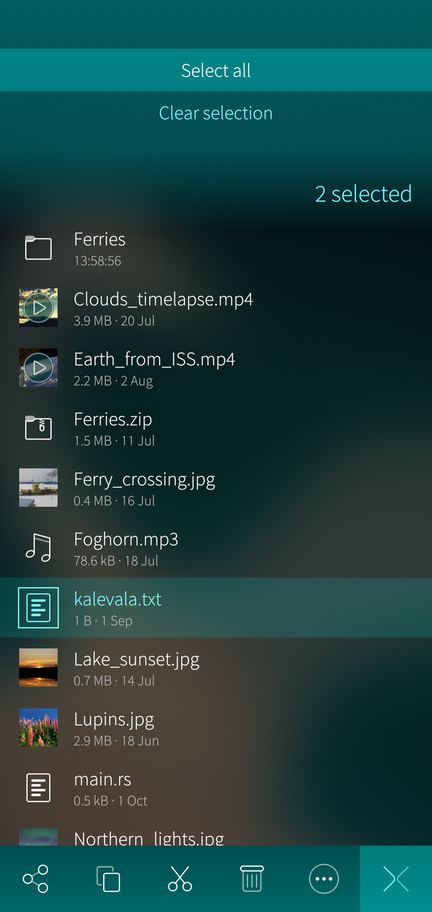 Select all
Clear selection
2 selected
Ferries
13:58:56
Clouds_timelapse.mp4
3.9 MB · 20 Jul
Earth_from_ISS.mp4
2.2 MB · 2 Aug
Ferries.zip
1.5 MB · 11 Jul
Ferry_crossing.jpg
0.4 MB · 16 Jul
Foghorn.mp3
78.6 kB · 18 Jul
kalevala.txt
1 B · 1 Sep
Lake_sunset.jpg
0.7 MB · 14 Jul
Lupins.jpg
2.9 MB · 18 Jun
main.rs
0.5 kB · 1 Oct
Northern_lights.jpg